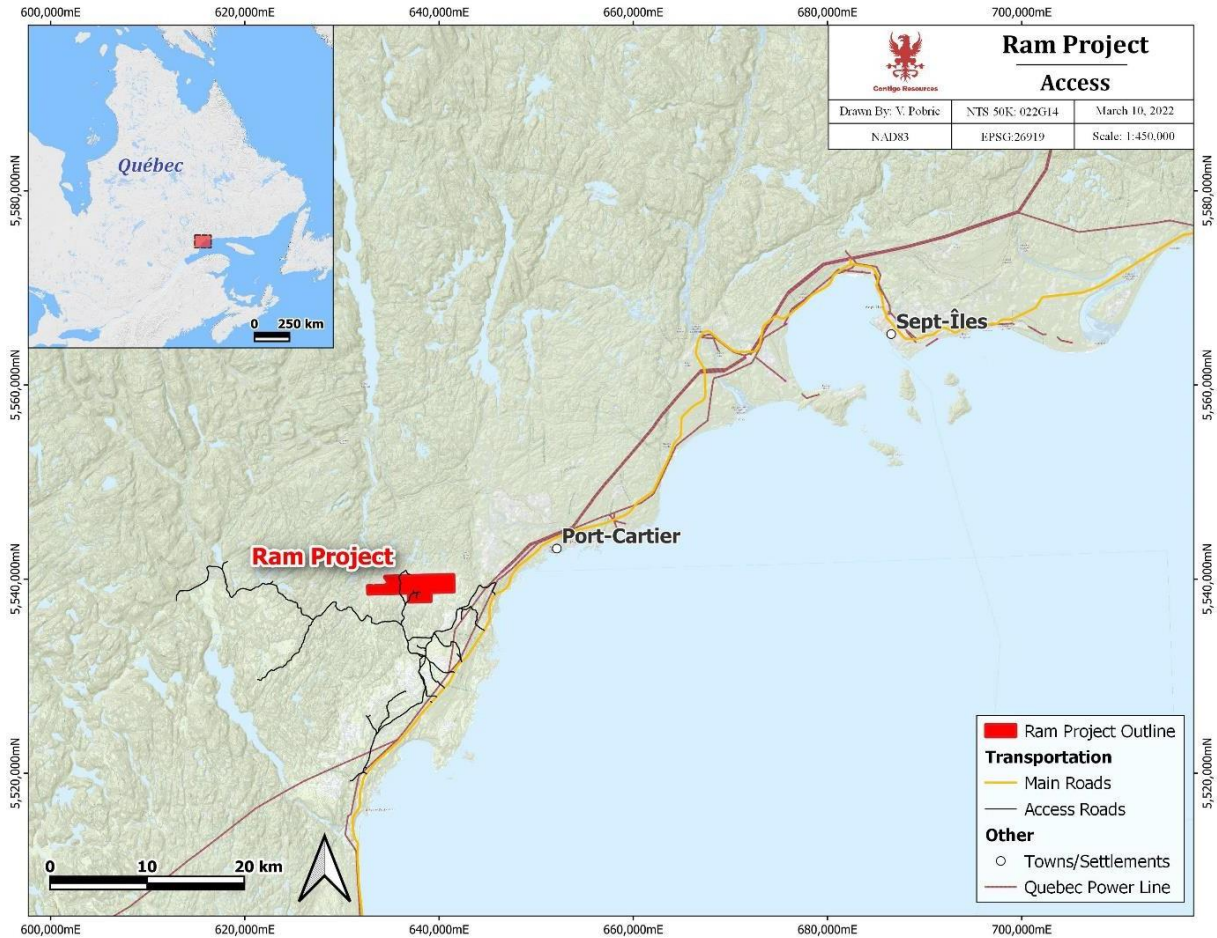 600,000mE
620,000mE
640,000mE
660,000mE
680,000mE
700,000mE
Québec
0 250 km
Centigo Resources
Ram Project
Access
Drawn By: V. Pobric
NTS 50K: 022G14
March 10, 2022
NAD83
EPSG:26919
Scale: 1:450,000
5,580,000mN
5,580,000mN
Sept-Îles
5,560,000mN
5,560,000mN
Port-Cartier
Ram Project
5,540,000mN
5,540,000mN
5,520,000mN
5,520,000mN
Ram Project Outline
Transportation
Main Roads
Access Roads
Other
Towns/Settlements
Quebec Power Line
0 10 20 km
600,000mE
620,000mE
640,000mE
660,000mE
680,000mE
700,000mE